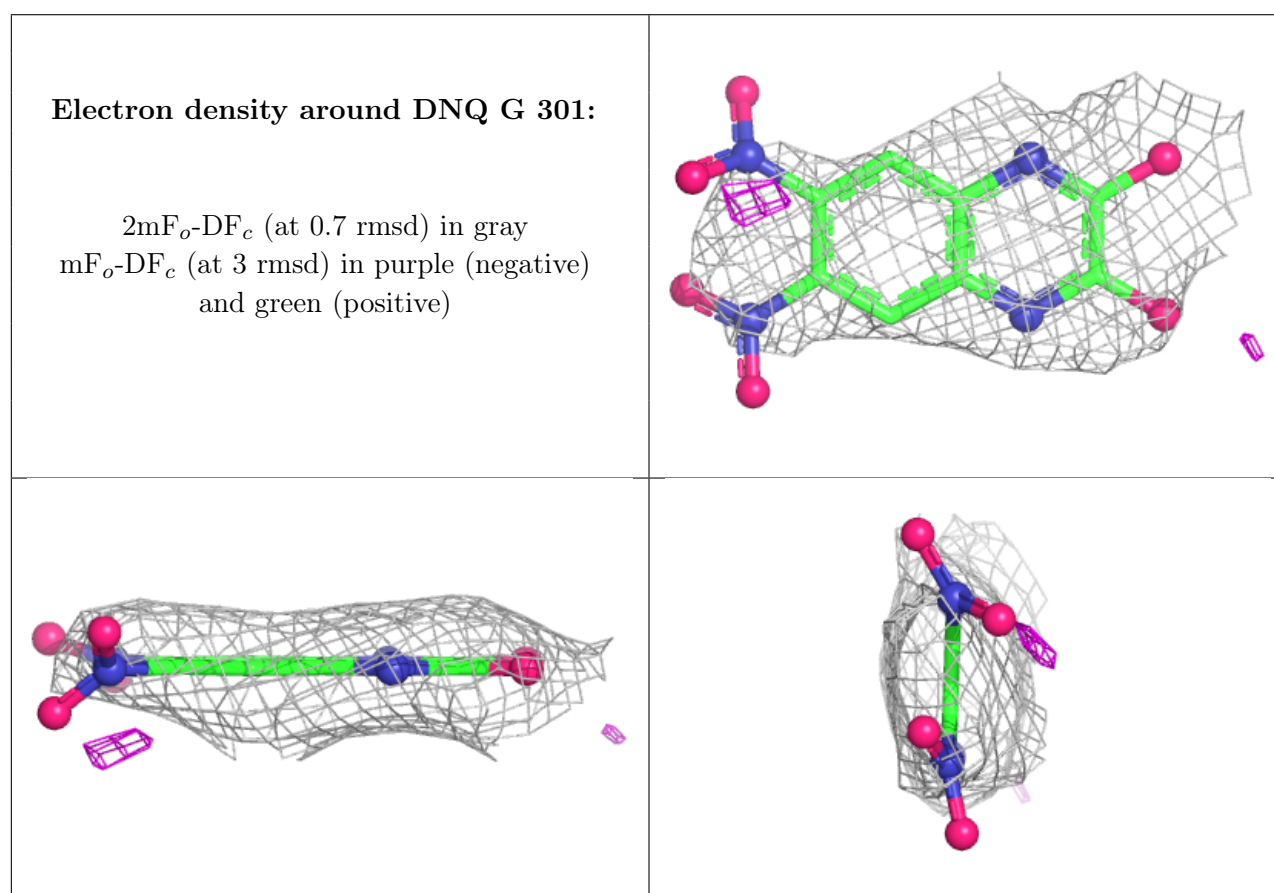 Electron density around DNQ G 301:
2mFo-DFc (at 0.7 rmsd) in gray
mFo-DFc (at 3 rmsd) in purple (negative)
and green (positive)